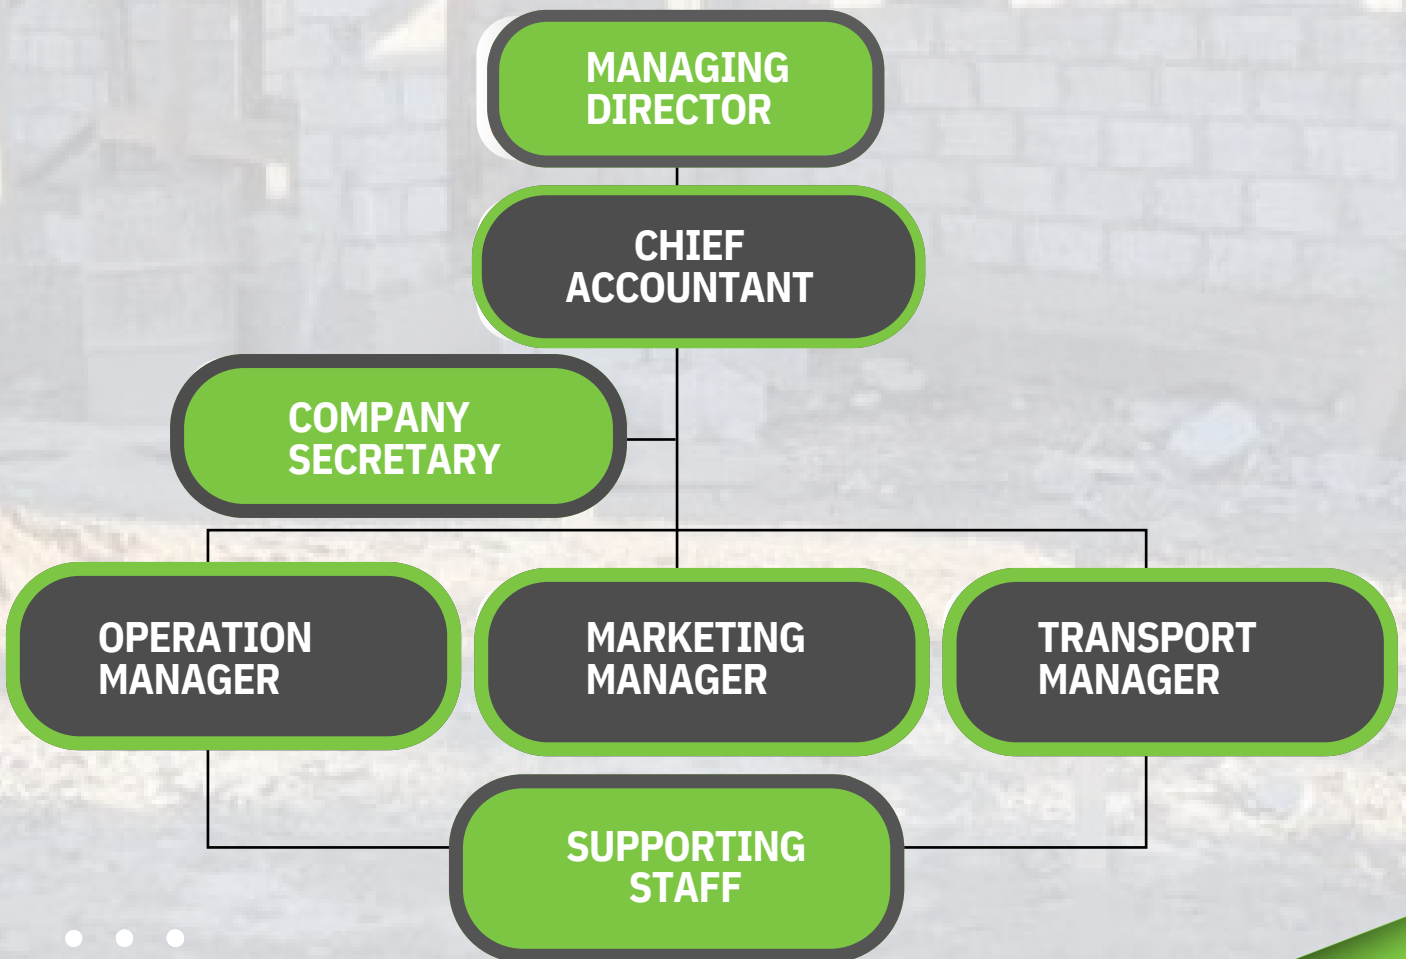 MANAGING
DIRECTOR
CHIEF
ACCOUNTANT
COMPANY
SECRETARY
OPERATION
MANAGER
MARKETING
MANAGER
TRANSPORT
MANAGER
SUPPORTING
STAFF